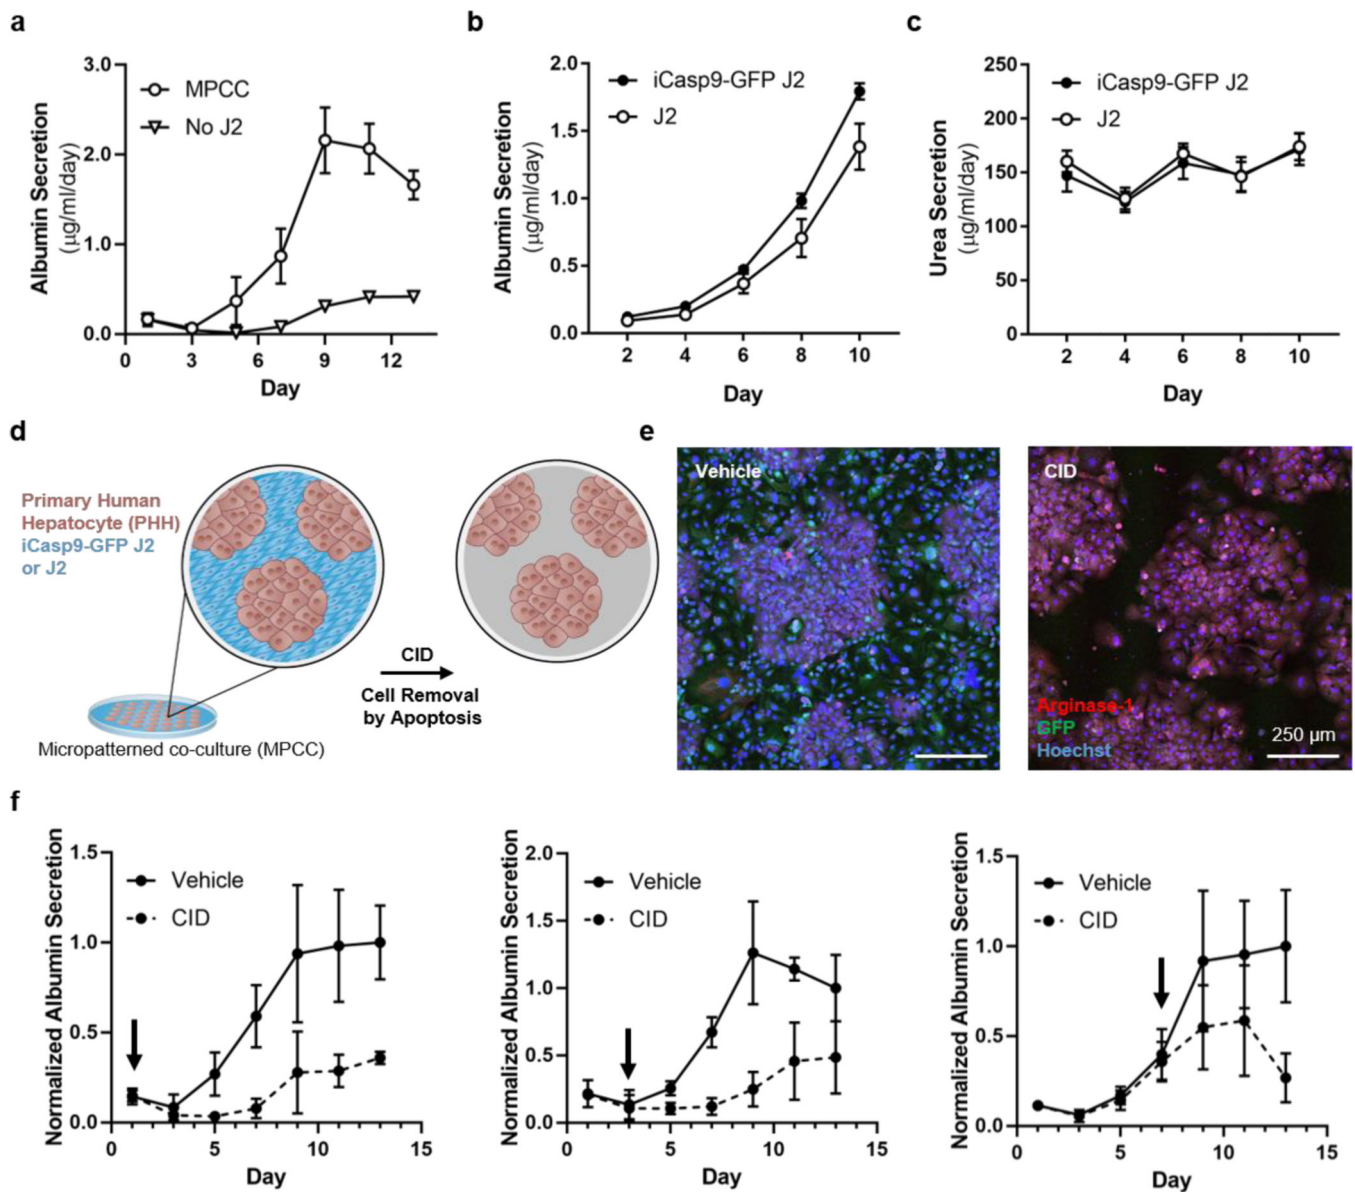 a
3.0
2.0
1.0
0.0
Albumin Secretion
(µg/ml/day)
MPCC
No J2
0 3 6 9 12
Day
b
2.0
1.5
1.0
0.5
0.0
Albumin Secretion
(µg/ml/day)
iCasp9-GFP J2
J2
2 4 6 8 10
Day
c
250
200
150
100
50
0
Urea Secretion
(µg/ml/day)
iCasp9-GFP J2
J2
2 4 6 8 10
Day
d
Primary Human
Hepatocyte (PHH)
iCasp9-GFP J2
or J2
CID
Cell Removal
by Apoptosis
Micropatterned co-culture (MPCC)
e
Vehicle
CID
Arginase-1
GFP
Hoechst
250 µm
f
1.5
1.0
0.5
0.0
Normalized Albumin Secretion
Vehicle
CID
0 5 10 15
Day
2.0
1.5
1.0
0.5
0.0
Normalized Albumin Secretion
Vehicle
CID
0 5 10 15
Day
1.5
1.0
0.5
0.0
Normalized Albumin Secretion
Vehicle
CID
0 5 10 15
Day